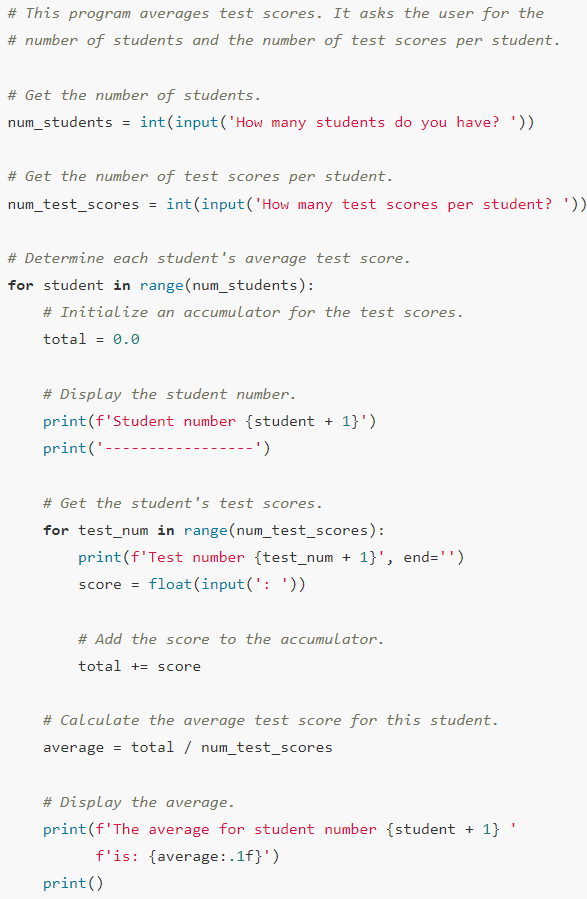 # This program averages test scores. It asks the user for the
# number of students and the number of test scores per student.
# Get the number of students.
num_students = int(input('How many students do you have? '))
# Get the number of test scores per student.
num_test_scores = int(input('How many test scores per student? '))
# Determine each student's average test score.
for student in range(num_students):
    # Initialize an accumulator for the test scores.
    total = 0.0
    # Display the student number.
    print(f'Student number {student + 1}')
    print('-----------------')
    # Get the student's test scores.
    for test_num in range(num_test_scores):
        print(f'Test number {test_num + 1}', end='')
        score = float(input(': '))
        # Add the score to the accumulator.
        total += score
    # Calculate the average test score for this student.
    average = total / num_test_scores
    # Display the average.
    print(f'The average for student number {student + 1} '
          f'is: {average:.1f}')
    print()